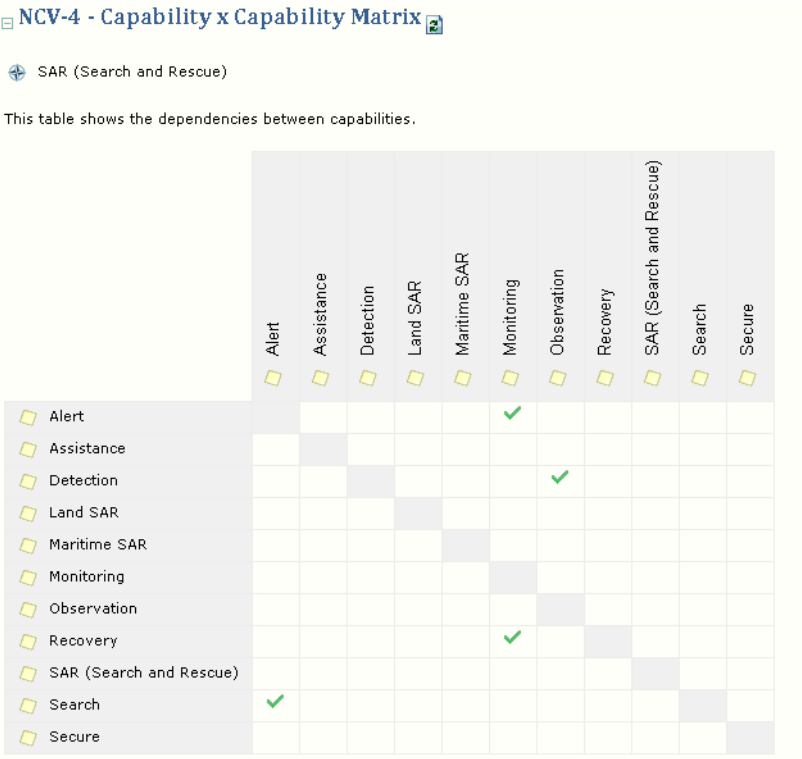 NCV-4 - Capability x Capability Matrix
SAR (Search and Rescue)
This table shows the dependencies between capabilities.
Alert
Assistance
Detection
Land SAR
Maritime SAR
Monitoring
Observation
Recovery
SAR (Search and Rescue)
Search
Secure
Alert
Assistance
Detection
Land SAR
Maritime SAR
Monitoring
Observation
Recovery
SAR (Search and Rescue)
Search
Secure